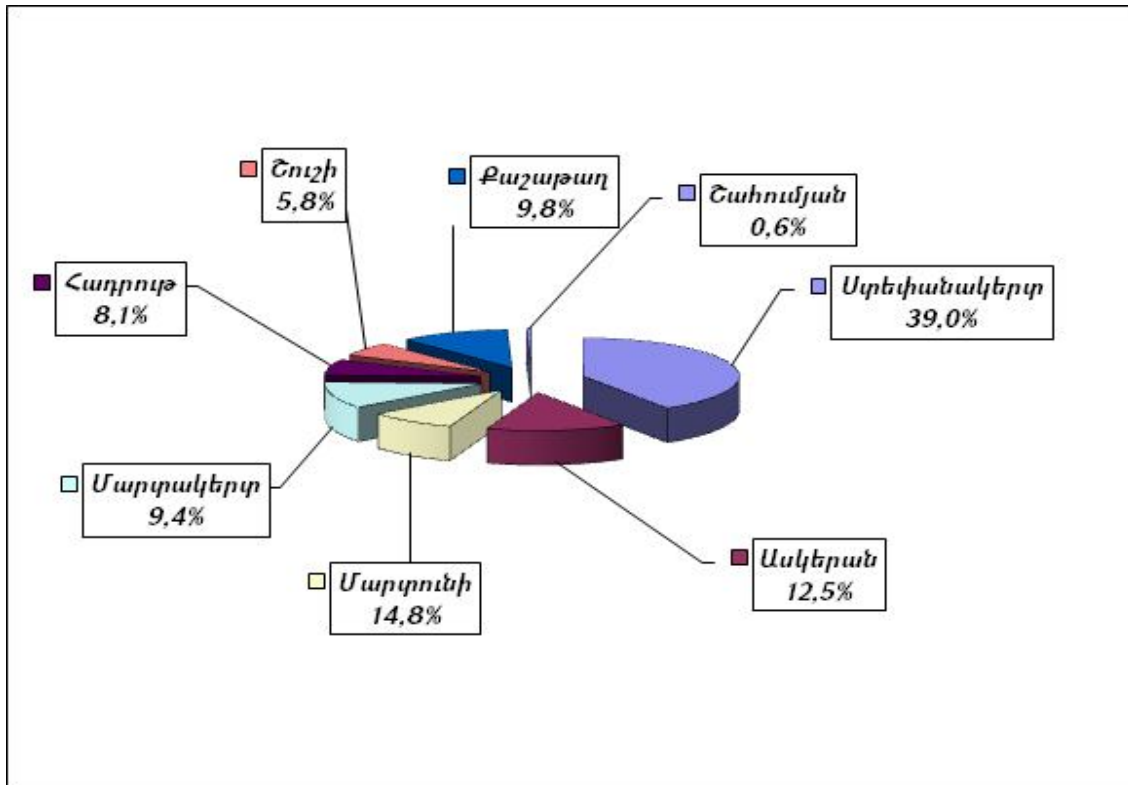 Շուշի
5,8%
Քաշաթաղ
9,8%
Շահումյան
0,6%
Հադրութ
8,1%
Ստեփանակերտ
39,0%
Մարտակերտ
9,4%
Մարտունի
14,8%
Ասկերան
12,5%